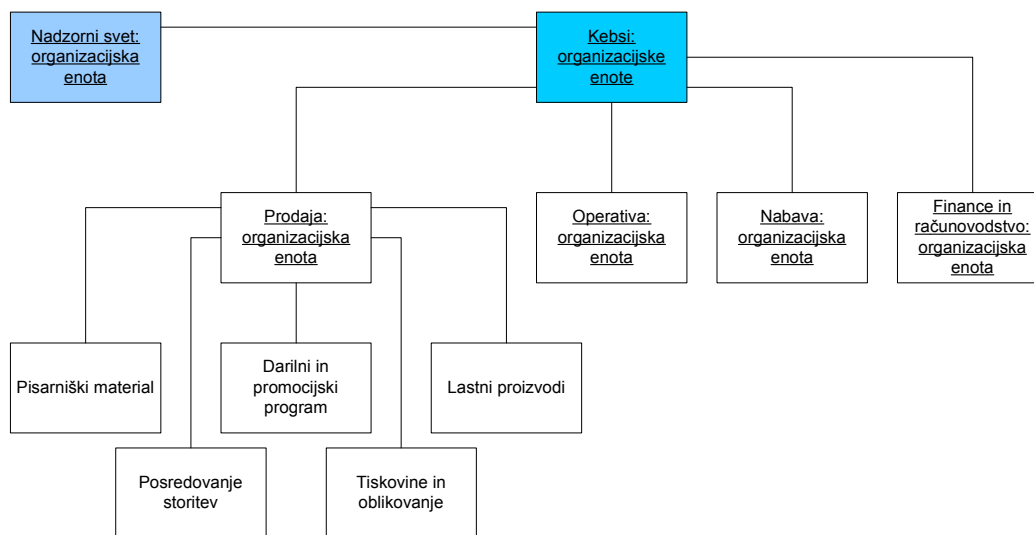 Nadzorni svet:
organizacijska
enota
Kebsi:
organizacijske
enote
Prodaja:
organizacijska
enota
Operativa:
organizacijska
enota
Nabava:
organizacijska
enota
Finance in
računovodstvo:
organizacijska
enota
Pisarniški material
Darilni in
promocijski
program
Lastni proizvodi
Posredovanje
storitev
Tiskovine in
oblikovanje